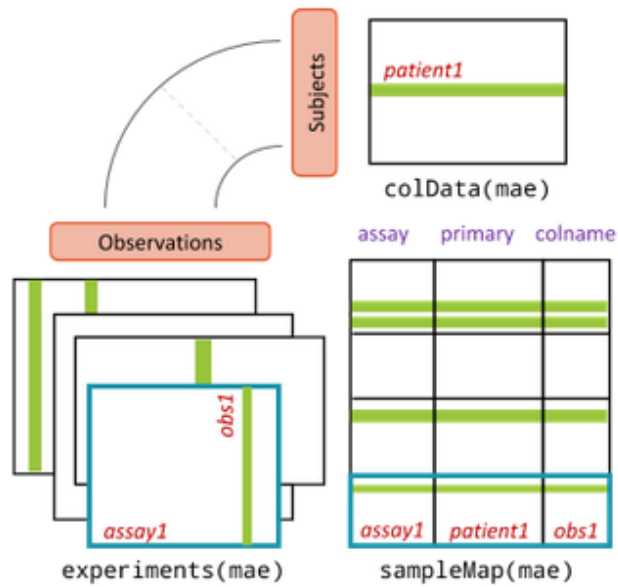 Subjects
patient1
colData(mae)
Observations
assay primary colname
obs1
assay1
experiments(mae)
assay1 patient1 obs1
sampleMap(mae)